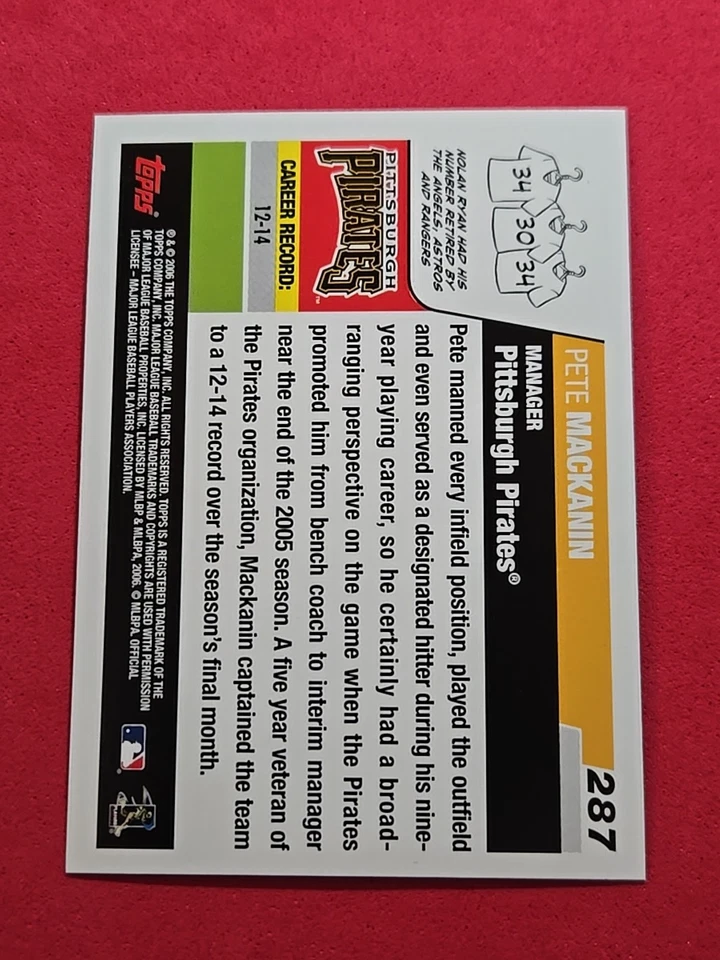 287
PETE MACKANIN
MANAGER
Pittsburgh Pirates®
34 30 34
NOLAN RYAN HAD HIS
NUMBER RETIRED BY
THE ANGELS, ASTROS
AND RANGERS
PITTSBURGH
PIRATES™
CAREER RECORD:
12-14
Pete manned every infield position, played the outfield
and even served as a designated hitter during his nine-
year playing career, so he certainly had a broad-
ranging perspective on the game when the Pirates
promoted him from bench coach to interim manager
near the end of the 2005 season. A five year veteran of
the Pirates organization, Mackanin captained the team
to a 12-14 record over the season's final month.
topps
® & © 2006 THE TOPPS COMPANY, INC. ALL RIGHTS RESERVED. TOPPS IS A REGISTERED TRADEMARK OF THE
TOPPS COMPANY, INC. MAJOR LEAGUE BASEBALL TRADEMARKS AND COPYRIGHTS ARE USED WITH PERMISSION
OF MAJOR LEAGUE BASEBALL PROPERTIES, INC. LICENSED BY MLBP & MLBPA, 2006. © MLBPA. OFFICIAL
LICENSEE – MAJOR LEAGUE BASEBALL PLAYERS ASSOCIATION.